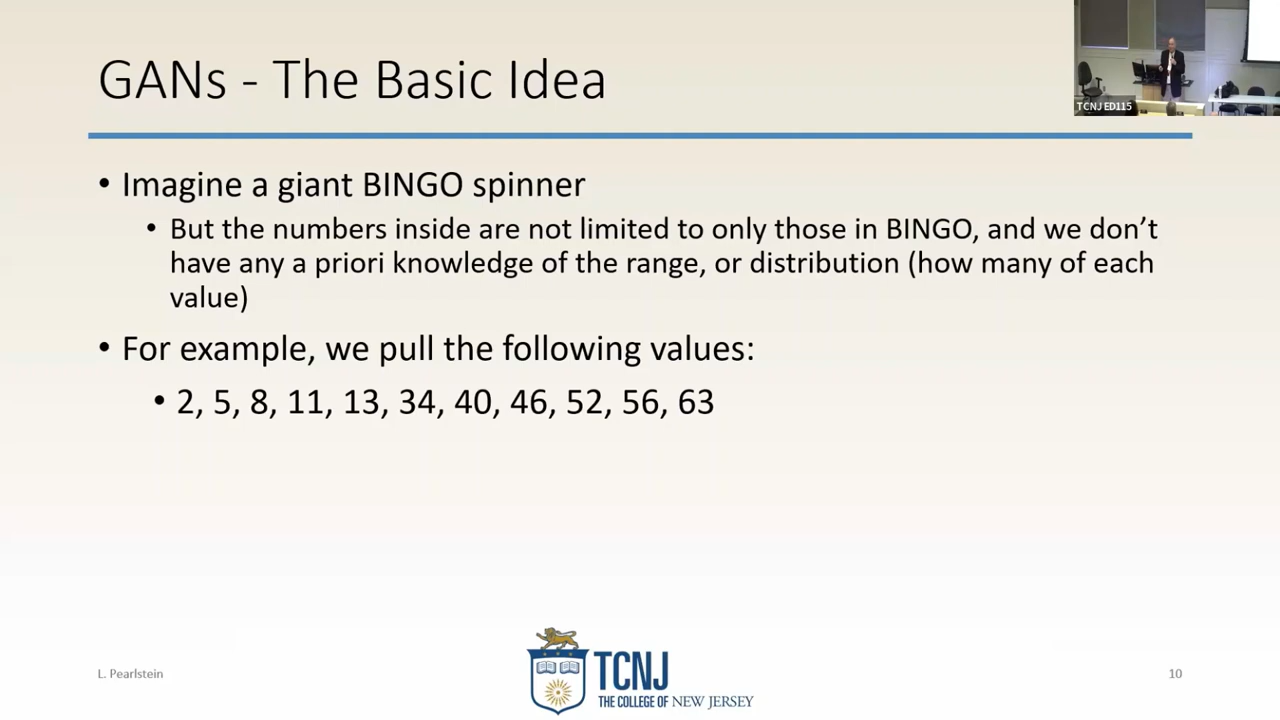 GANs - The Basic Idea
TCNJ ED115
• Imagine a giant BINGO spinner
• But the numbers inside are not limited to only those in BINGO, and we don’t
have any a priori knowledge of the range, or distribution (how many of each
value)
• For example, we pull the following values:
• 2, 5, 8, 11, 13, 34, 40, 46, 52, 56, 63
L. Pearlstein
TCNJ
THE COLLEGE OF NEW JERSEY
10